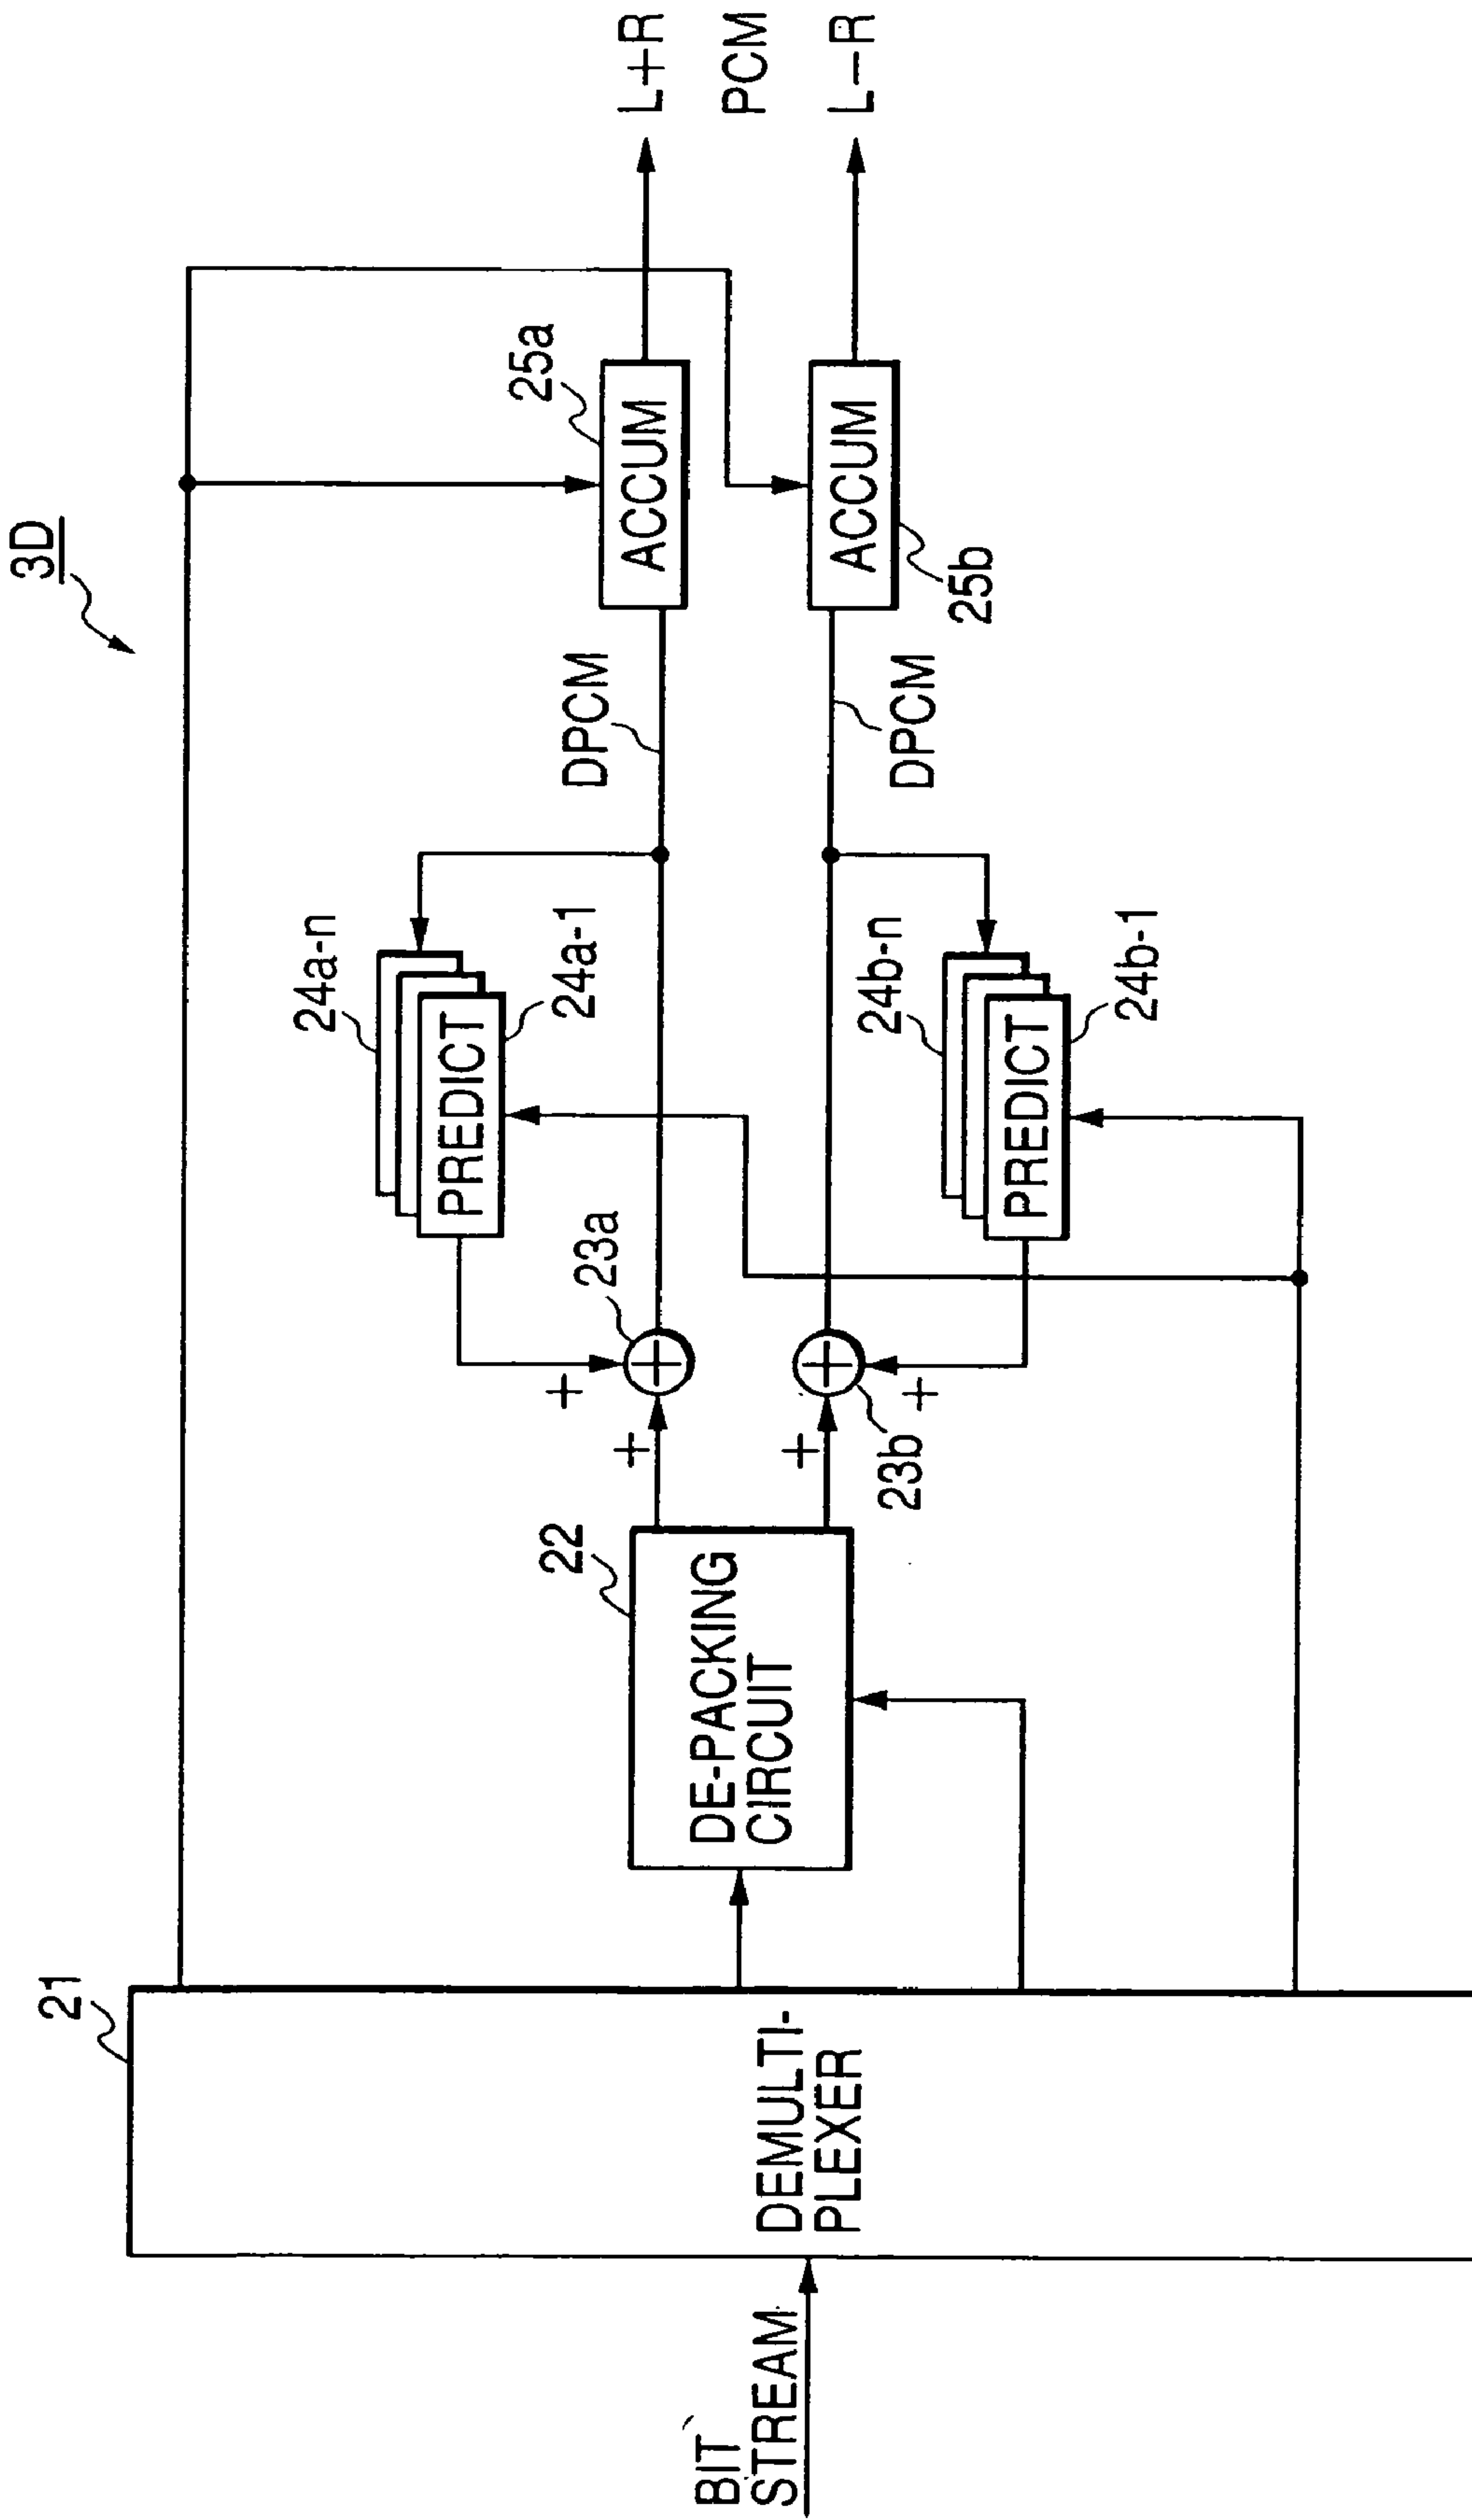 3D
21
BIT
STREAM
DEMULTI-
PLEXER
22
DE-PACKING
CIRCUIT
+
+
+
+
23a
23b
24a-n
PREDICT
24a-1
24b-n
PREDICT
24b-1
DPCM
DPCM
25a
ACCUM
ACCUM
25b
L+R
PCM
L−R